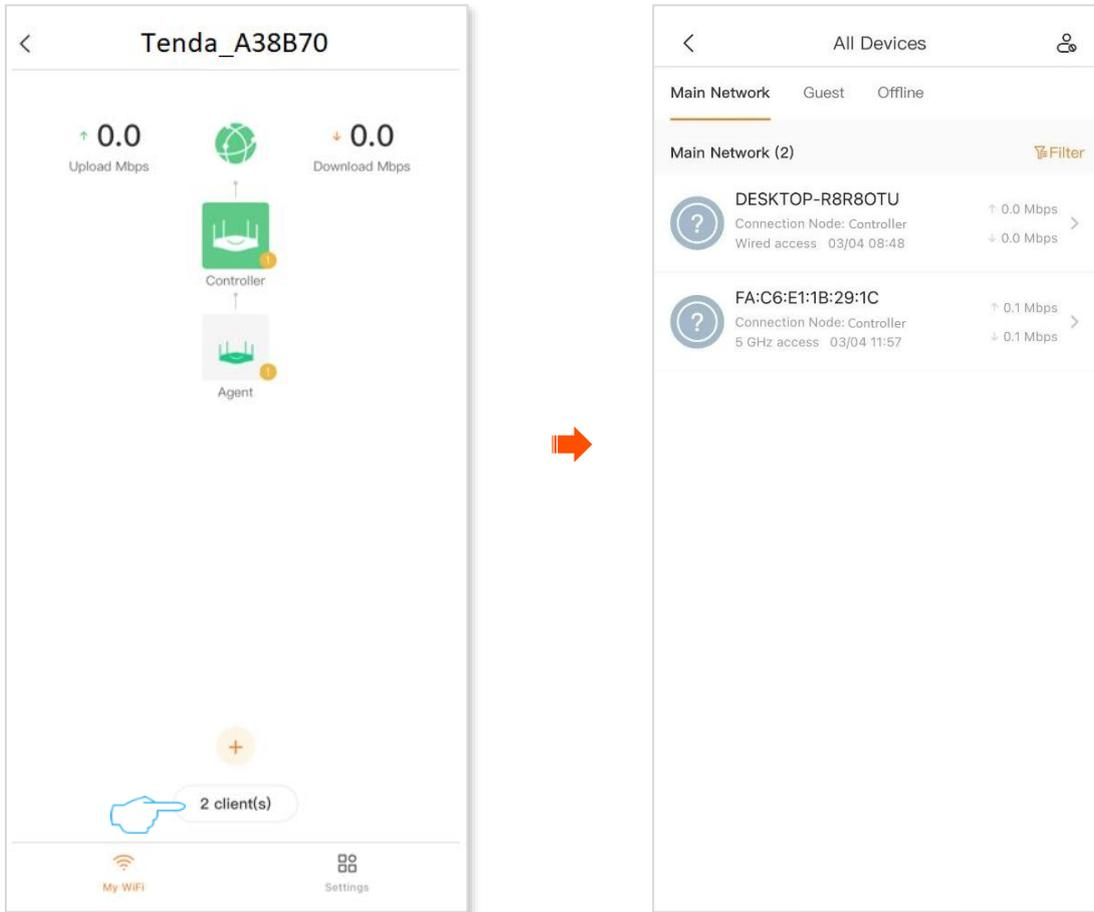 Tenda_A38B70
0.0
Upload Mbps
0.0
Download Mbps
1
Controller
1
Agent
+
2 client(s)
My WiFi
Settings
All Devices
Main Network Guest Offline
Main Network (2)
Filter
?
DESKTOP-R8R8OTU
Connection Node: Controller
Wired access 03/04 08:48
↑ 0.0 Mbps
↓ 0.0 Mbps
?
FA:C6:E1:1B:29:1C
Connection Node: Controller
5 GHz access 03/04 11:57
↑ 0.1 Mbps
↓ 0.1 Mbps